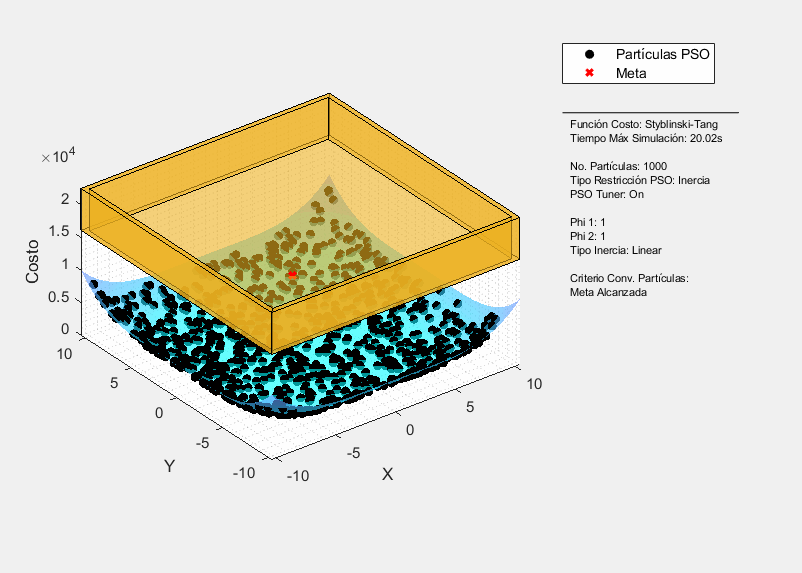 Partículas PSO
Meta
Función Costo: Styblinski-Tang
Tiempo Máx Simulación: 20.02s
No. Partículas: 1000
Tipo Restricción PSO: Inercia
PSO Tuner: On
Phi 1: 1
Phi 2: 1
Tipo Inercia: Linear
Criterio Conv. Partículas:
Meta Alcanzada
×10⁴
2
1.5
1
0.5
0
Costo
10
5
0
-5
-10
Y
-10
-5
0
5
10
X